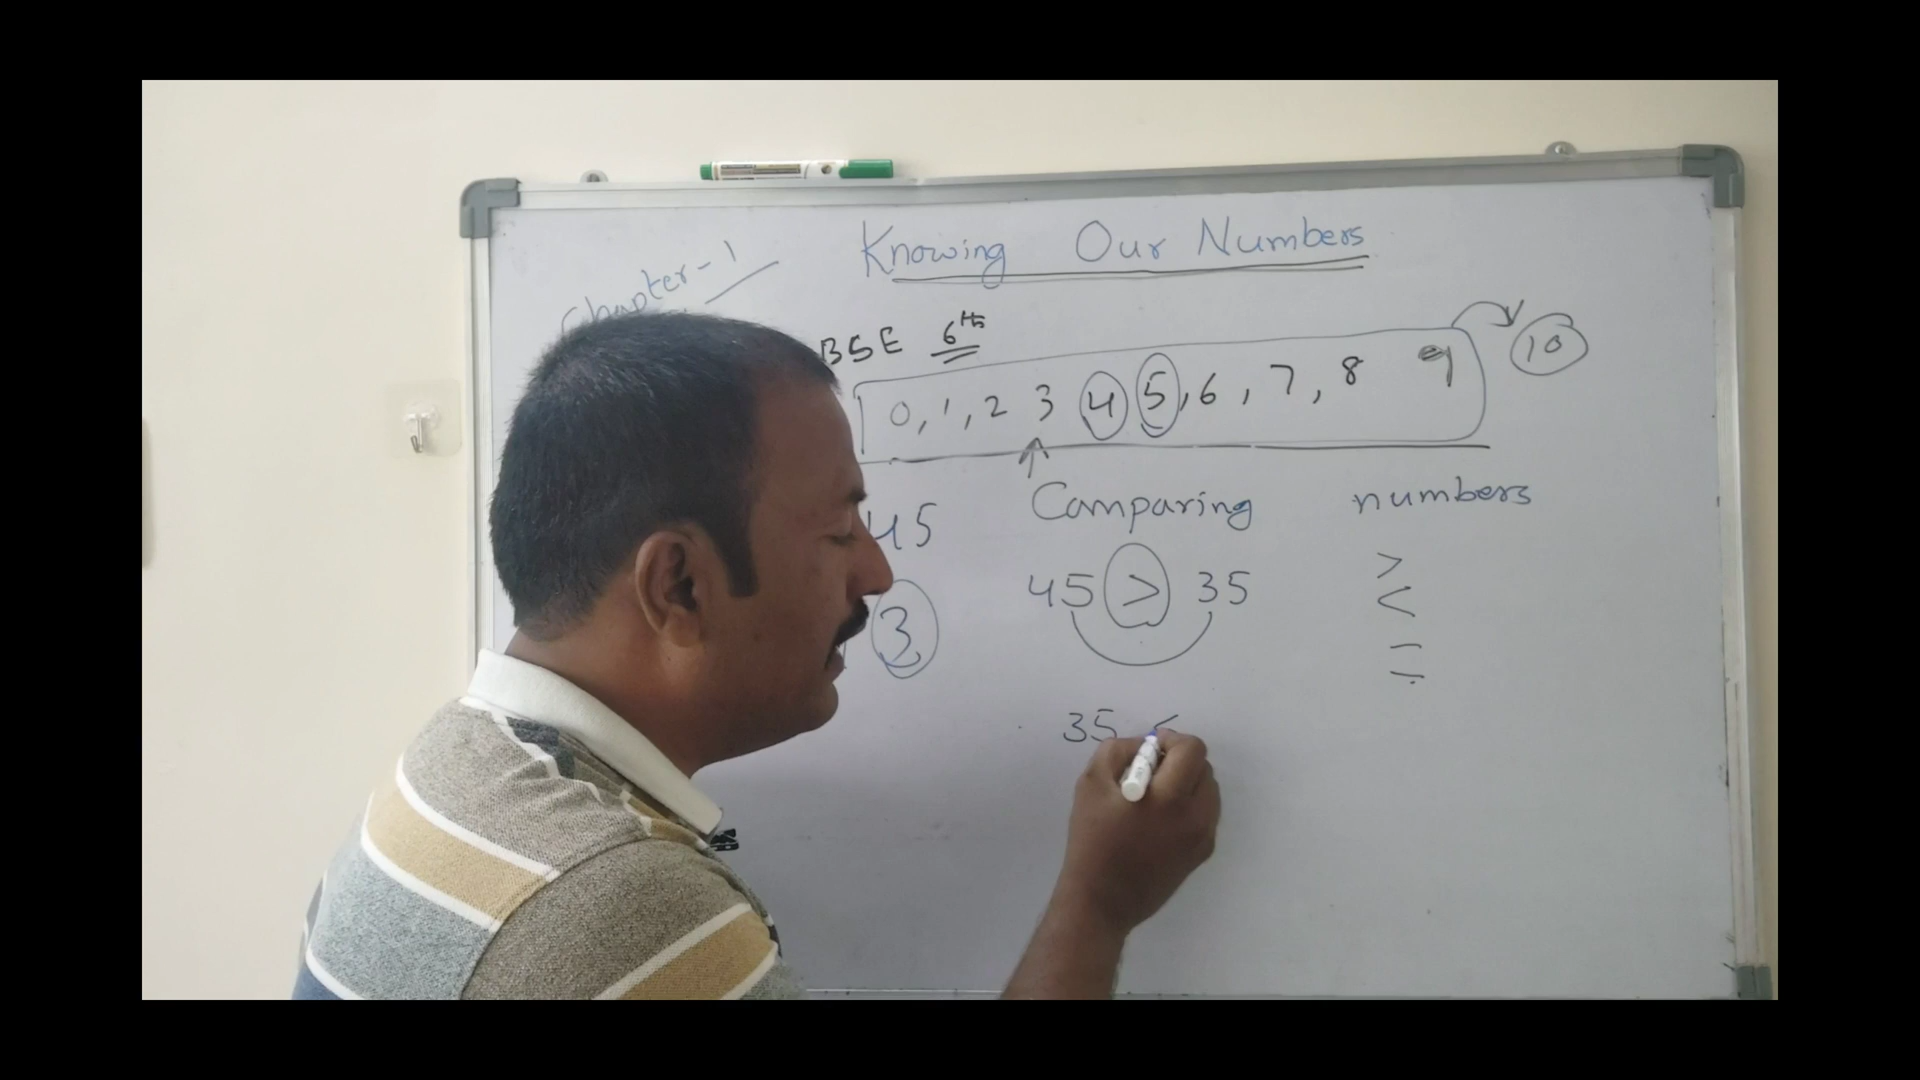 Knowing Our Numbers
Chapter-1
BSE 6th
0, 1, 2 3 4 5, 6, 7, 8 9 10
45 Comparing numbers
45 > 35 >
<
3
=
35 <